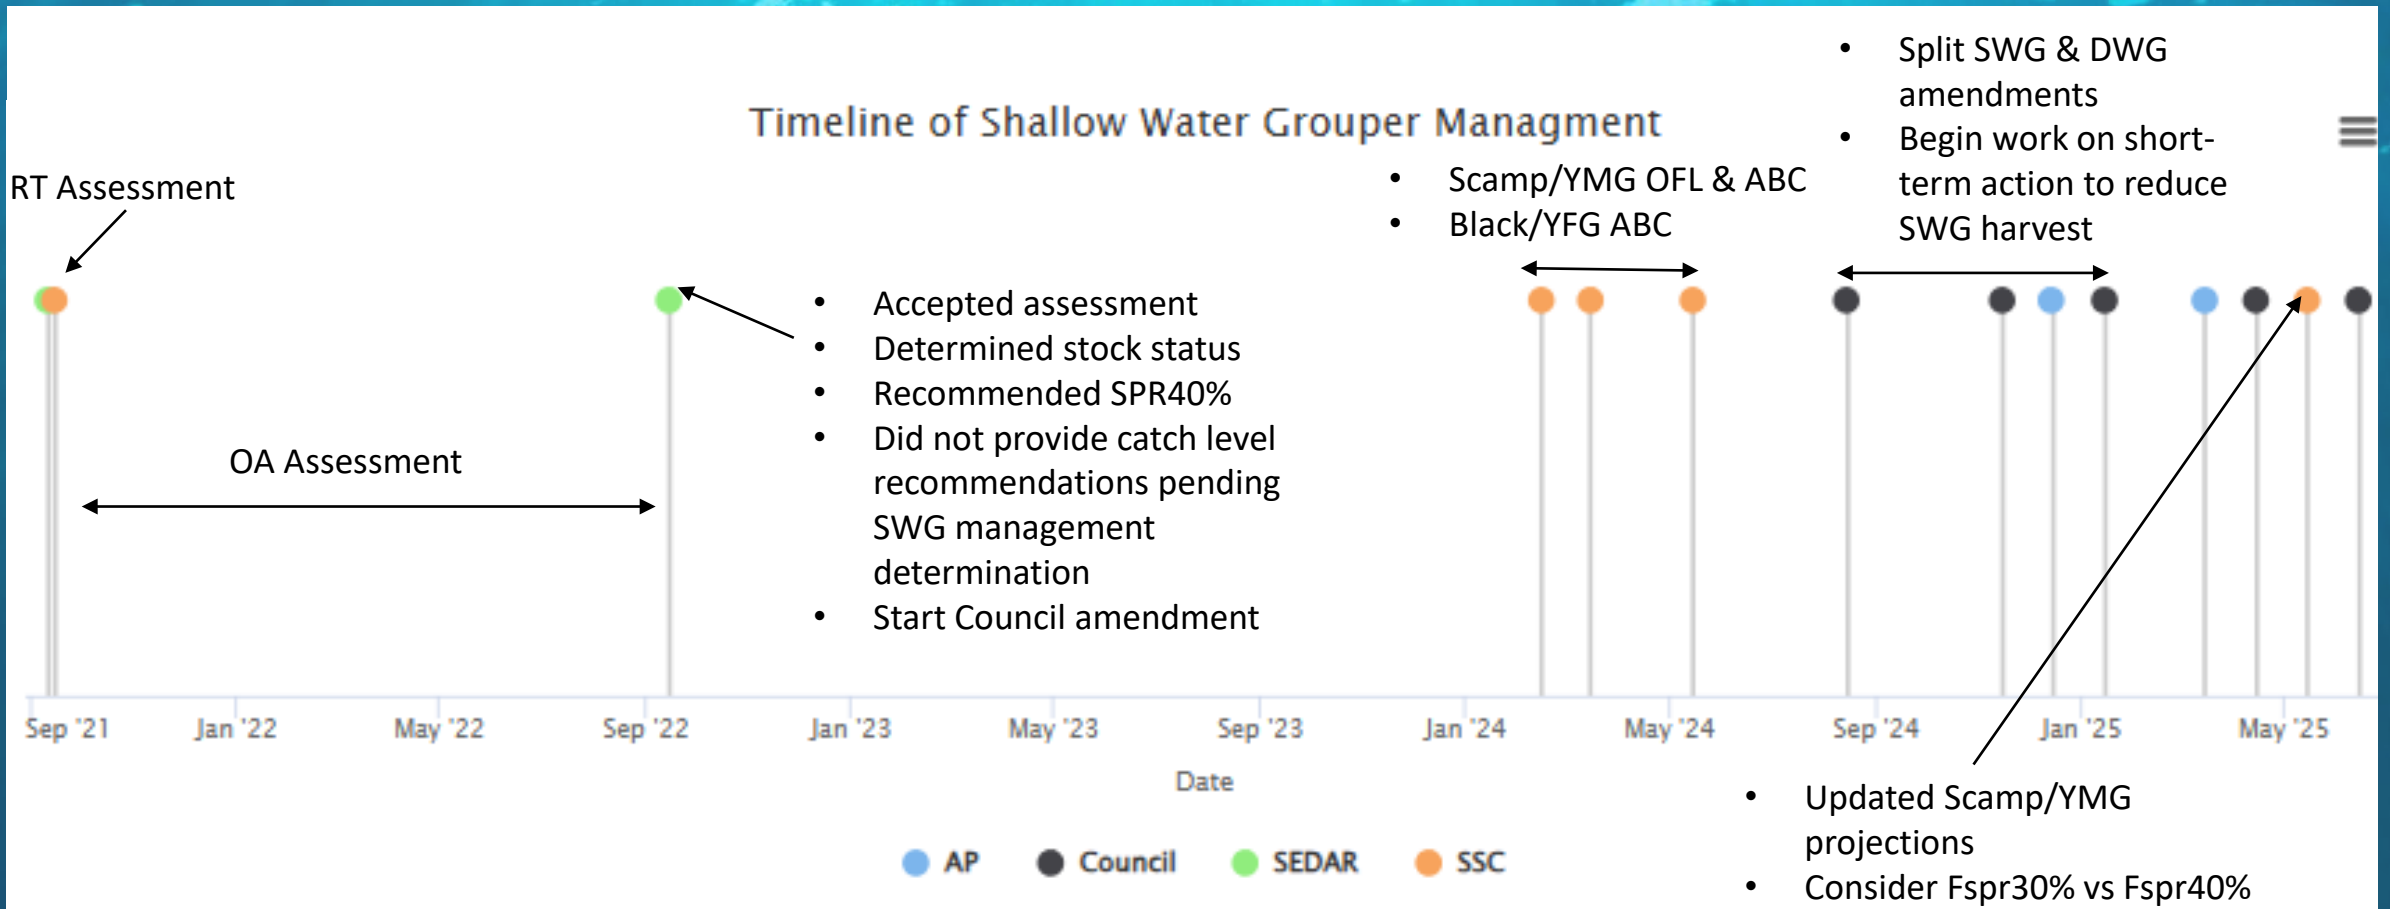 Timeline of Shallow Water Grouper Managment
RT Assessment
OA Assessment
• Accepted assessment
• Determined stock status
• Recommended SPR40%
• Did not provide catch level
recommendations pending
SWG management
determination
• Start Council amendment
• Scamp/YMG OFL & ABC
• Black/YFG ABC
• Split SWG & DWG
amendments
• Begin work on short-
term action to reduce
SWG harvest
Sep '21 Jan '22 May '22 Sep '22 Jan '23 May '23 Sep '23 Jan '24 May '24 Sep '24 Jan '25 May '25
Date
• Updated Scamp/YMG
projections
• Consider Fspr30% vs Fspr40%
AP Council SEDAR SSC